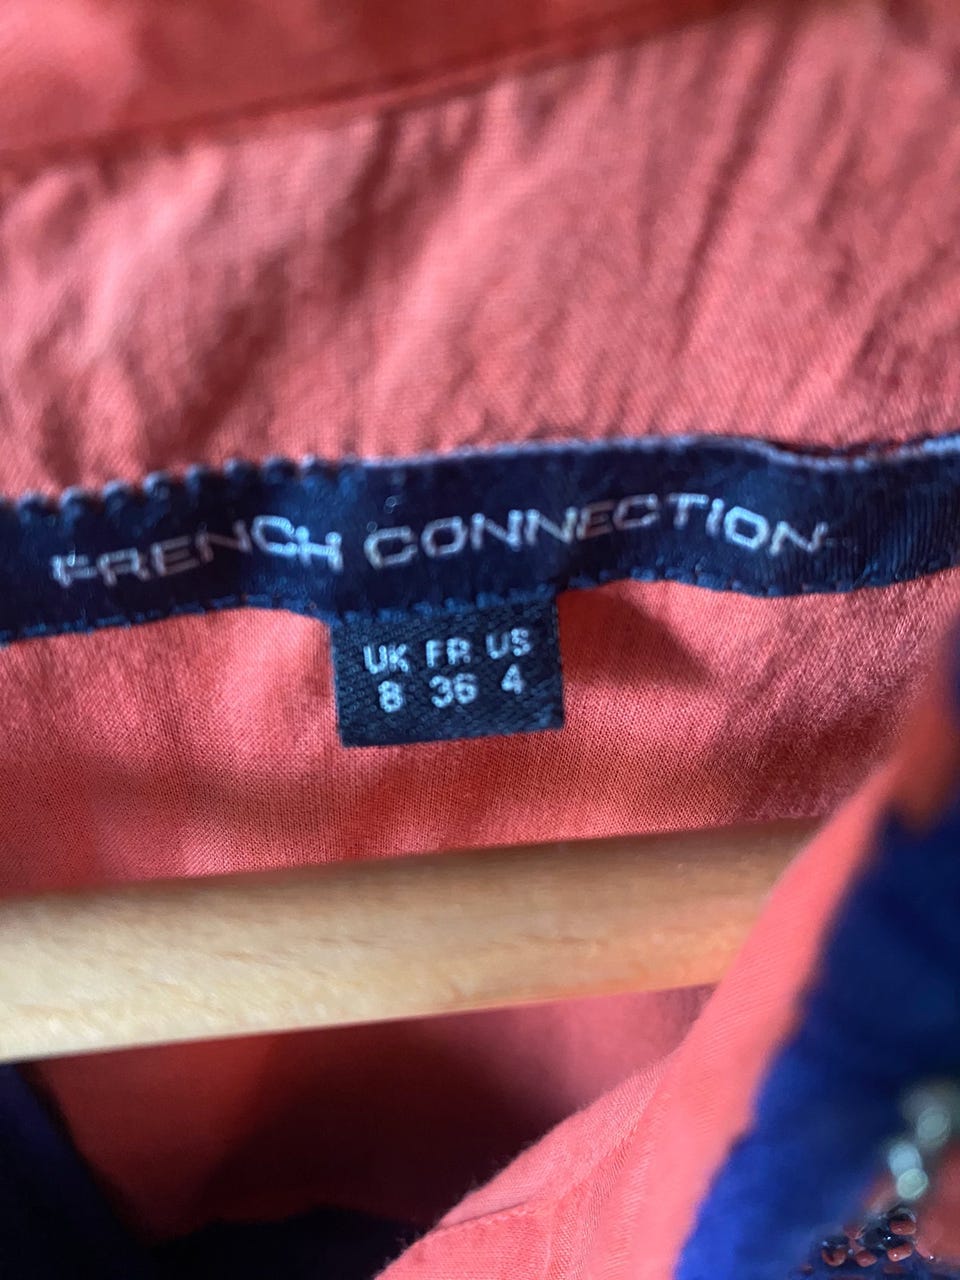 FRENCH CONNECTION
UK FR US
8 36 4